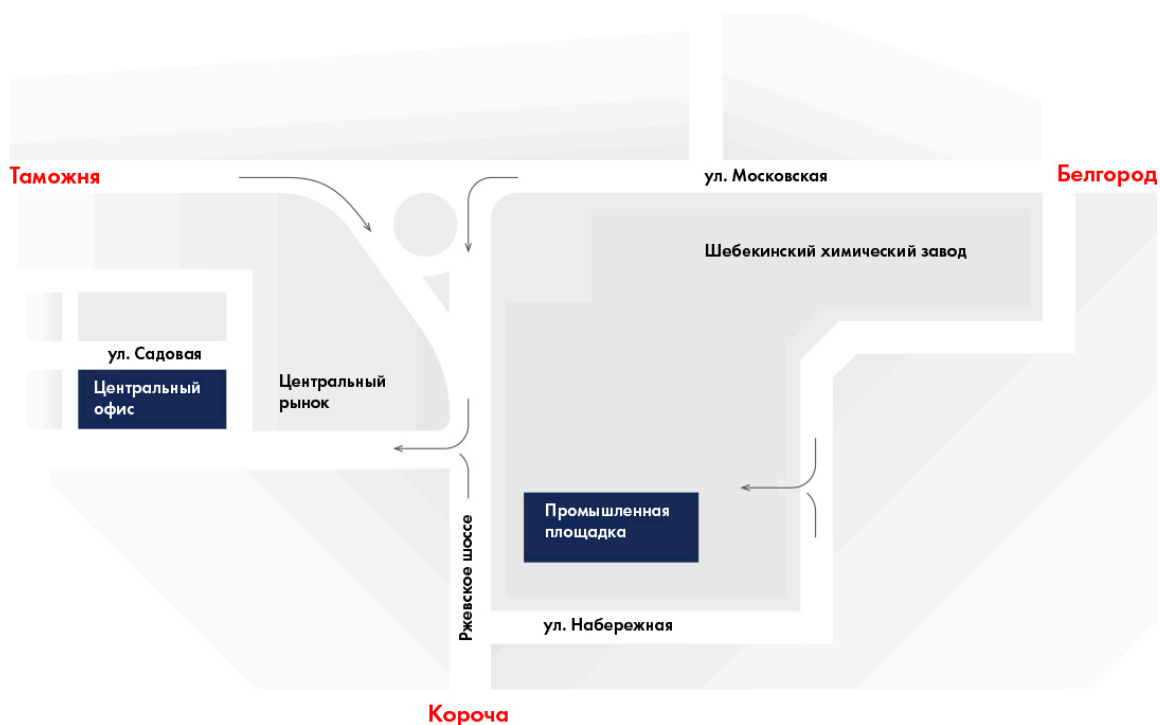 Таможня
ул. Московская
Белгород
Шебекинский химический завод
ул. Садовая
Центральный
офис
Центральный
рынок
Промышленная
площадка
Ржевское шоссе
ул. Набережная
Короча